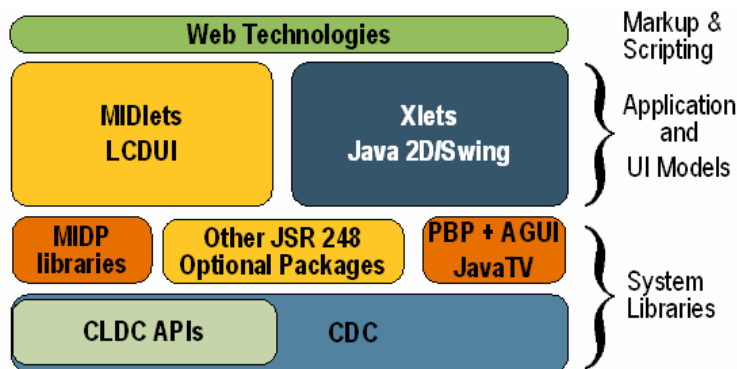 Web Technologies
Markup &
Scripting
MIDlets
LCDUI
Xlets
Java 2D/Swing
Application
and
UI Models
MIDP
libraries
Other JSR 248
Optional Packages
PBP + AGUI
JavaTV
System
Libraries
CLDC APIs
CDC